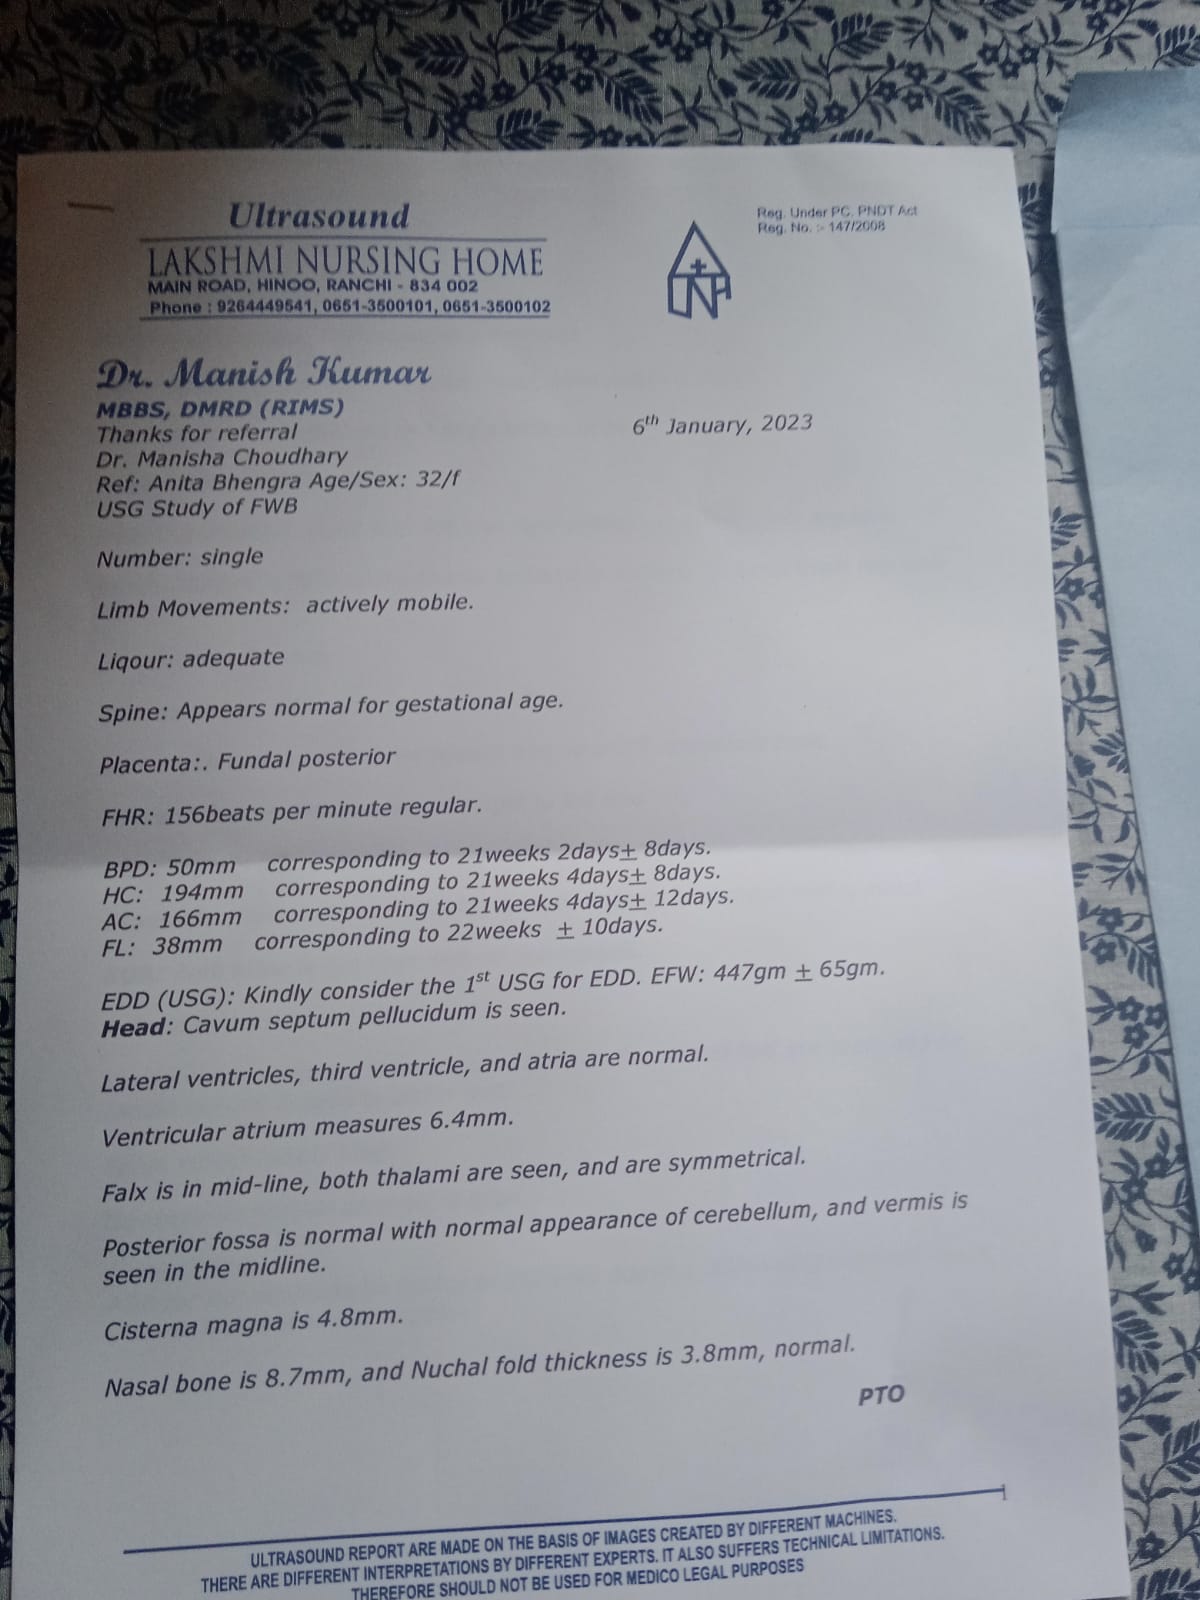 Ultrasound
LAKSHMI NURSING HOME
MAIN ROAD, HINOO, RANCHI - 834 002
Phone : 9264449541, 0651-3500101, 0651-3500102
Reg. Under PC. PNDT Act
Reg. No. :- 147/2008
LNH
Dr. Manish Kumar
MBBS, DMRD (RIMS)
Thanks for referral
6th January, 2023
Dr. Manisha Choudhary
Ref: Anita Bhengra Age/Sex: 32/f
USG Study of FWB
Number: single
Limb Movements: actively mobile.
Liqour: adequate
Spine: Appears normal for gestational age.
Placenta:. Fundal posterior
FHR: 156beats per minute regular.
BPD: 50mm corresponding to 21weeks 2days± 8days.
HC: 194mm corresponding to 21weeks 4days± 8days.
AC: 166mm corresponding to 21weeks 4days± 12days.
FL: 38mm corresponding to 22weeks ± 10days.
EDD (USG): Kindly consider the 1st USG for EDD. EFW: 447gm ± 65gm.
Head: Cavum septum pellucidum is seen.
Lateral ventricles, third ventricle, and atria are normal.
Ventricular atrium measures 6.4mm.
Falx is in mid-line, both thalami are seen, and are symmetrical.
Posterior fossa is normal with normal appearance of cerebellum, and vermis is
seen in the midline.
Cisterna magna is 4.8mm.
Nasal bone is 8.7mm, and Nuchal fold thickness is 3.8mm, normal.
PTO
ULTRASOUND REPORT ARE MADE ON THE BASIS OF IMAGES CREATED BY DIFFERENT MACHINES.
THERE ARE DIFFERENT INTERPRETATIONS BY DIFFERENT EXPERTS. IT ALSO SUFFERS TECHNICAL LIMITATIONS.
THEREFORE SHOULD NOT BE USED FOR MEDICO LEGAL PURPOSES